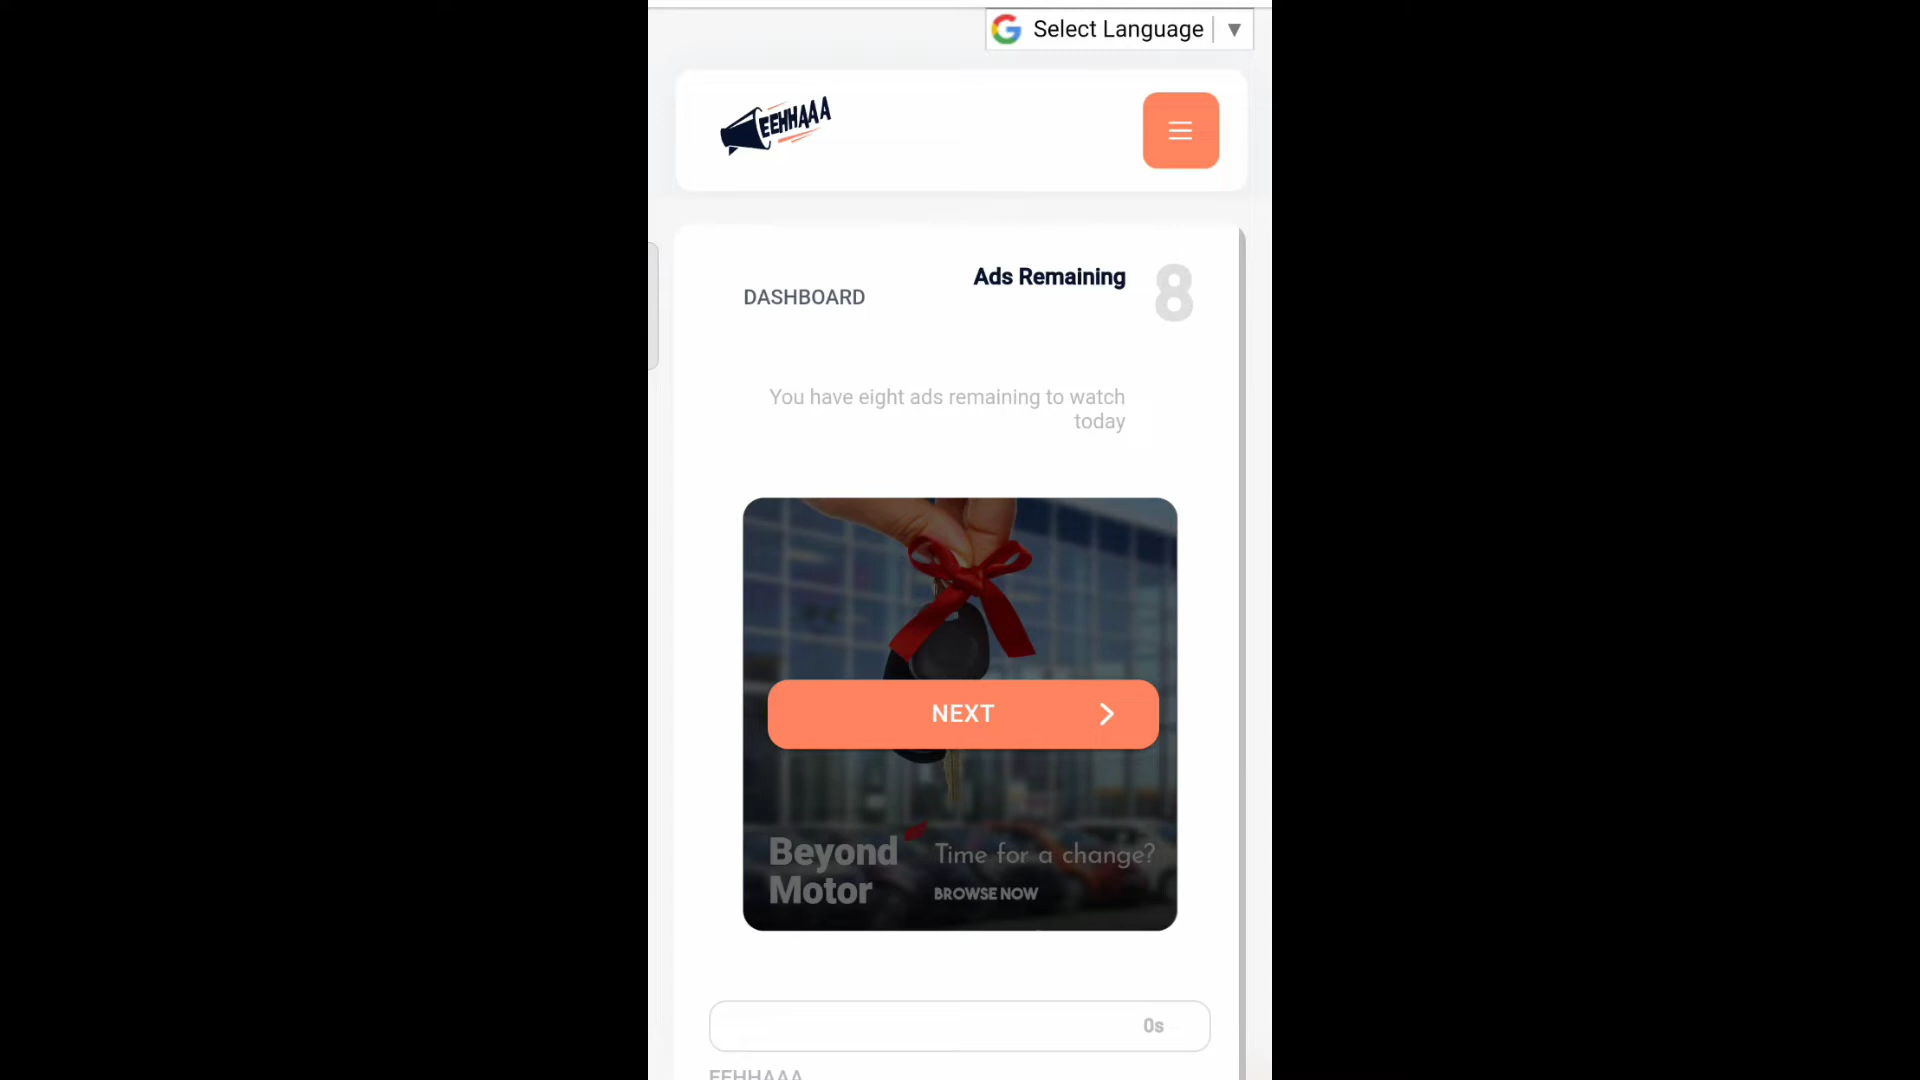 Select Language ▼
EEHHAAA
DASHBOARD
Ads Remaining
8
You have eight ads remaining to watch
today
NEXT
Beyond
Motor
Time for a change?
BROWSE NOW
0s
EEHHAAA